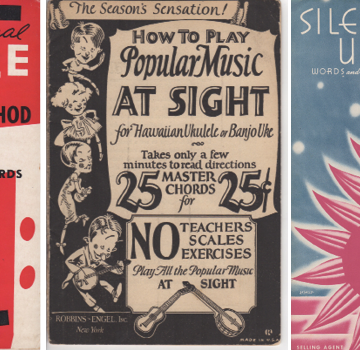 nal
E
HOD
RDS
The Season's Sensation!
HOW TO PLAY
Popular Music
AT SIGHT
for Hawaiian Ukulele or Banjo Uke
Takes only a few
minutes to read directions
25 MASTER CHORDS for 25¢
NO TEACHERS
SCALES
EXERCISES
Play All the Popular Music
AT SIGHT
ROBBINS-ENGEL, Inc.
New York
MADE IN U.S.A.
SILE
U
WORDS and
SELLING AGENT